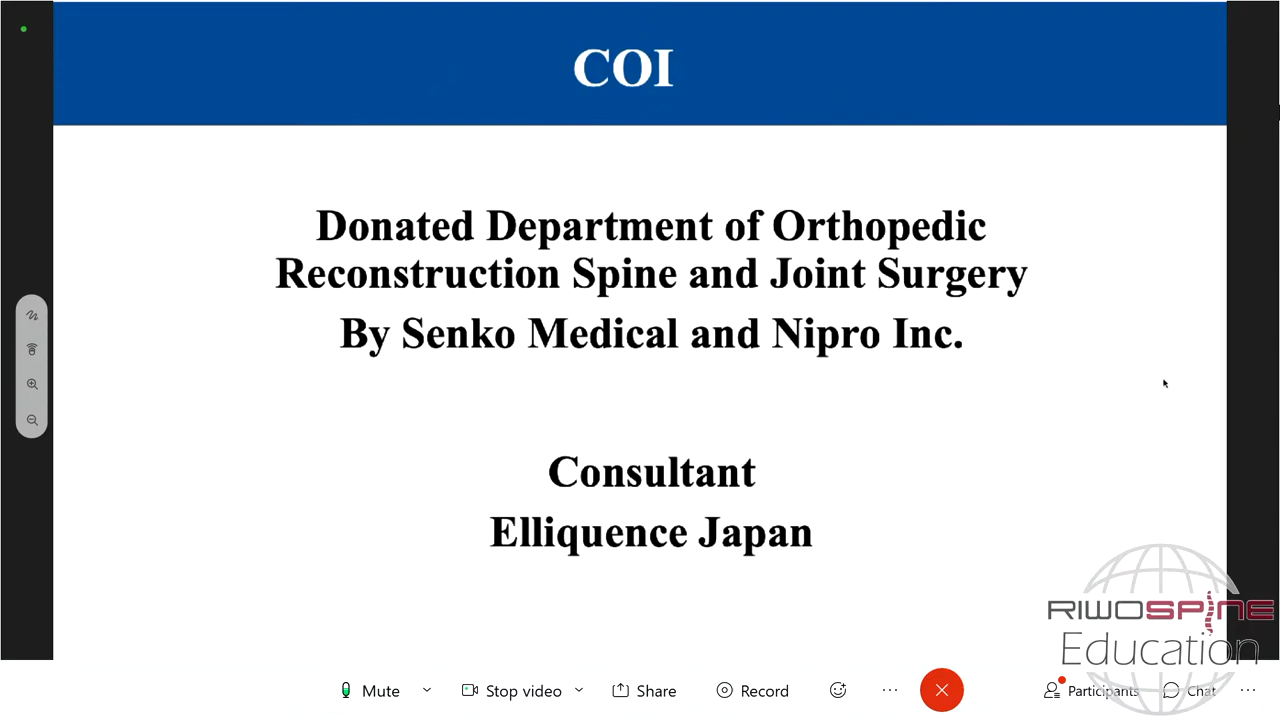 COI
Donated Department of Orthopedic
Reconstruction Spine and Joint Surgery
By Senko Medical and Nipro Inc.
Consultant
Elliquence Japan
RIWOSPINE
Education
Mute
Stop video
Share
Record
Participants
Chat